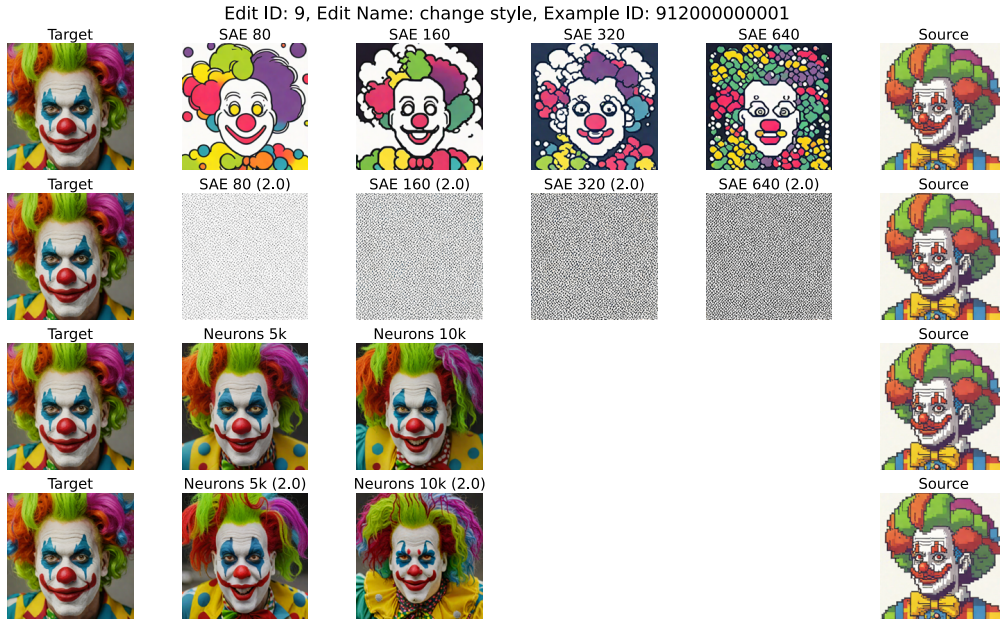 Edit ID: 9, Edit Name: change style, Example ID: 912000000001
Target SAE 80 SAE 160 SAE 320 SAE 640 Source
Target SAE 80 (2.0) SAE 160 (2.0) SAE 320 (2.0) SAE 640 (2.0) Source
Target Neurons 5k Neurons 10k Source
Target Neurons 5k (2.0) Neurons 10k (2.0) Source